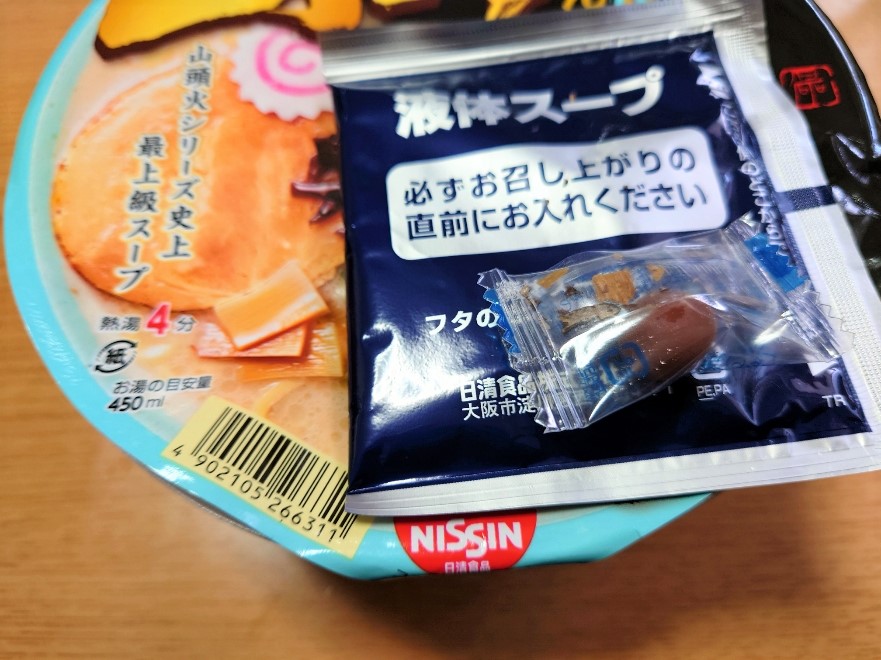 山頭火シリーズ史上
最上級スープ
熱湯4分
紙
お湯の目安量
450ml
4 902105 266311
NISSIN
日清食品
液体スープ
必ずお召し上がりの
直前にお入れください
フタの
日清食品
大阪市淀
PE,PA
TR